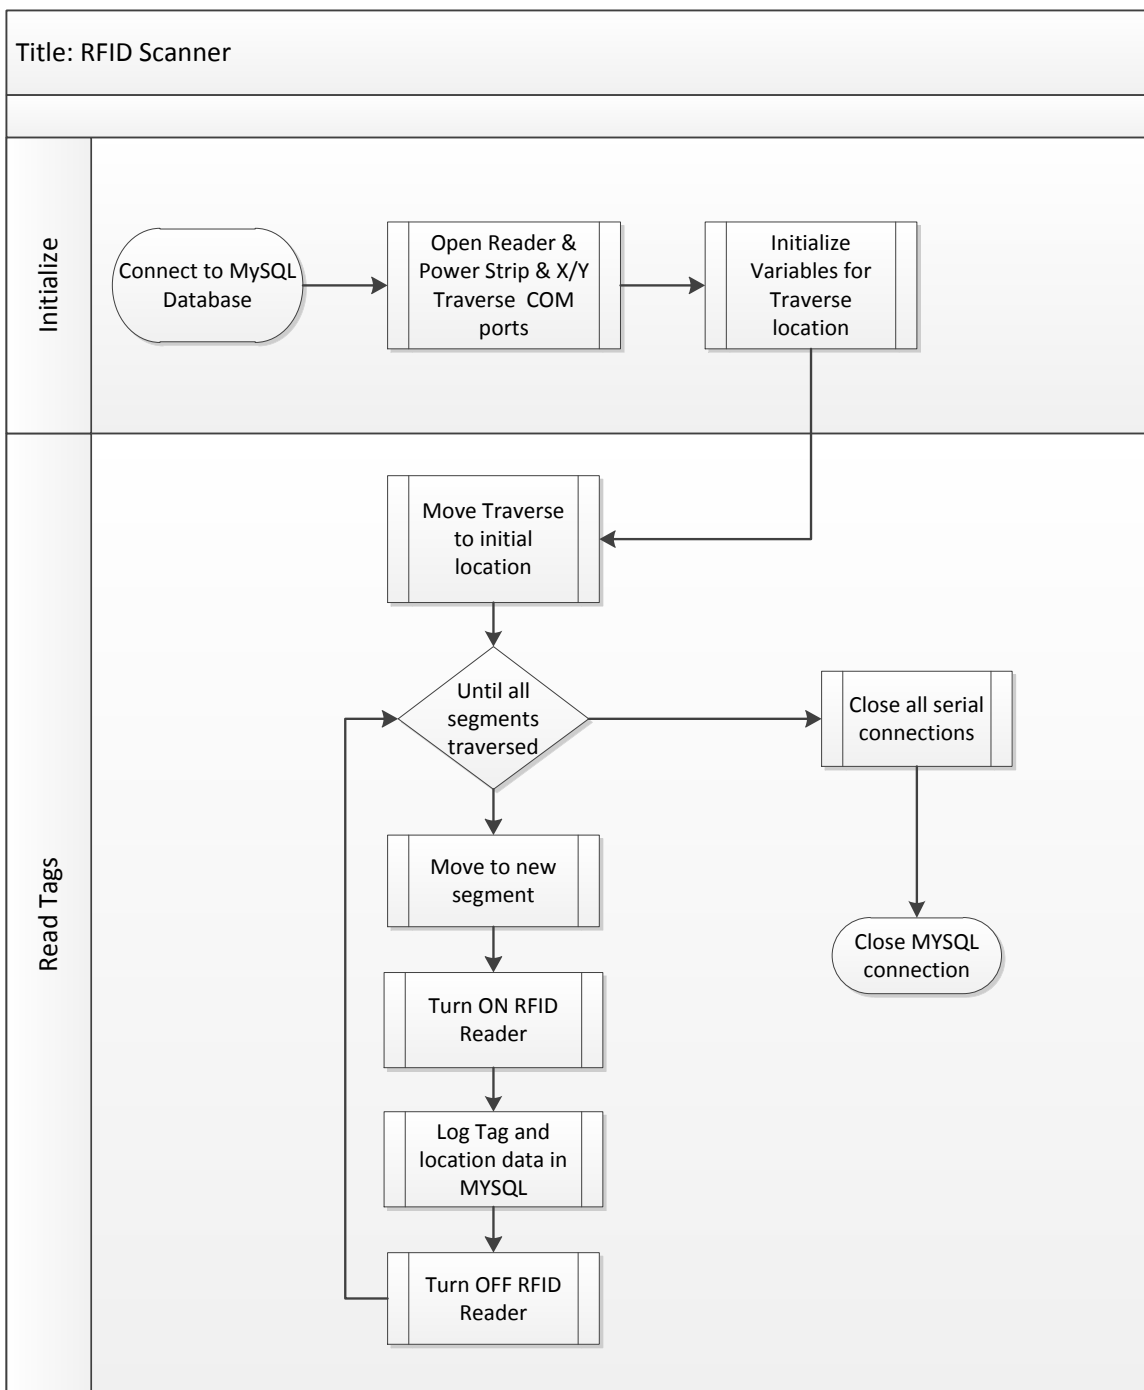 Title: RFID Scanner
Initialize
Connect to MySQL
Database
Open Reader &
Power Strip & X/Y
Traverse COM
ports
Initialize
Variables for
Traverse
location
Read Tags
Move Traverse
to initial
location
Until all
segments
traversed
Close all serial
connections
Move to new
segment
Close MYSQL
connection
Turn ON RFID
Reader
Log Tag and
location data in
MYSQL
Turn OFF RFID
Reader